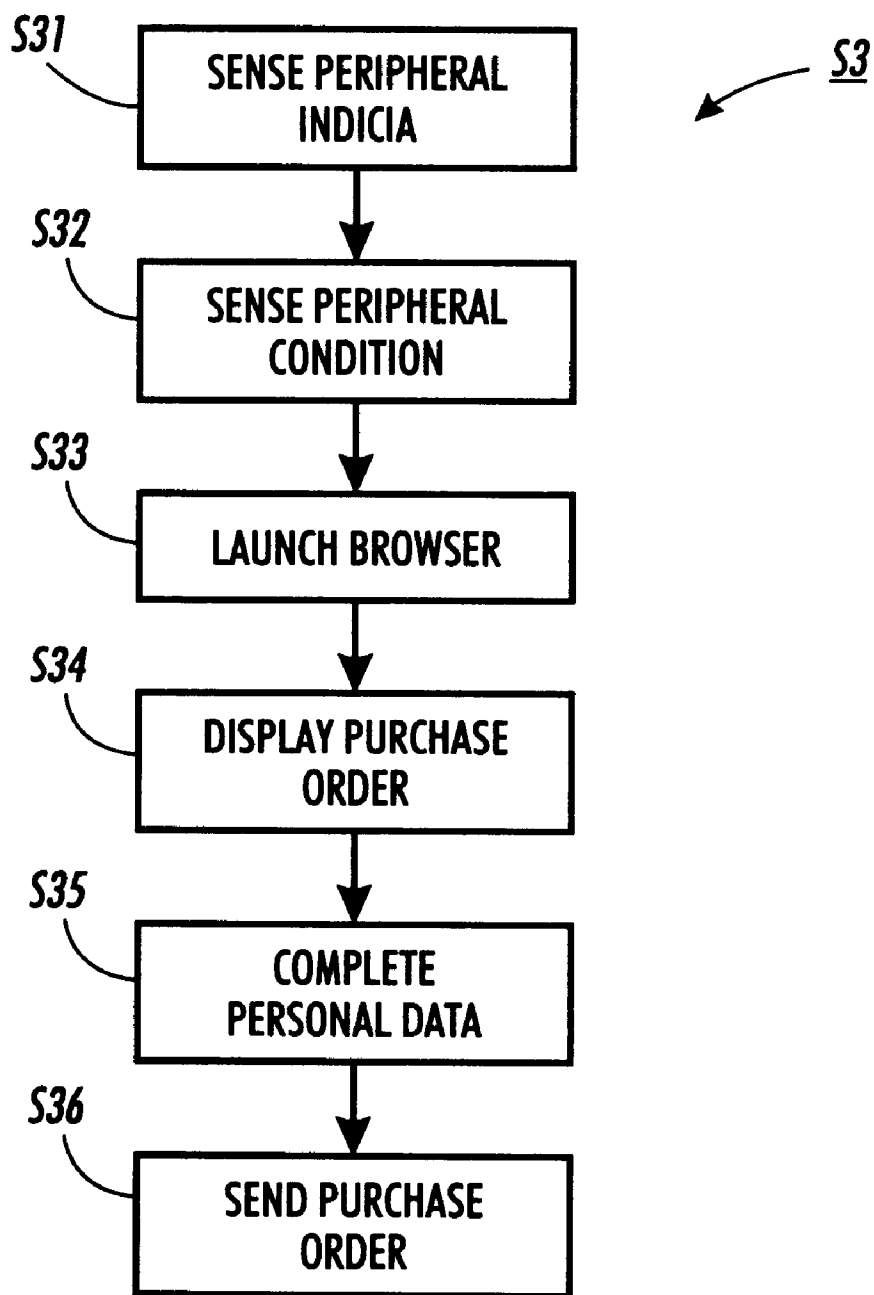 S31
SENSE PERIPHERAL
INDICIA
S3
S32
SENSE PERIPHERAL
CONDITION
S33
LAUNCH BROWSER
S34
DISPLAY PURCHASE
ORDER
S35
COMPLETE
PERSONAL DATA
S36
SEND PURCHASE
ORDER